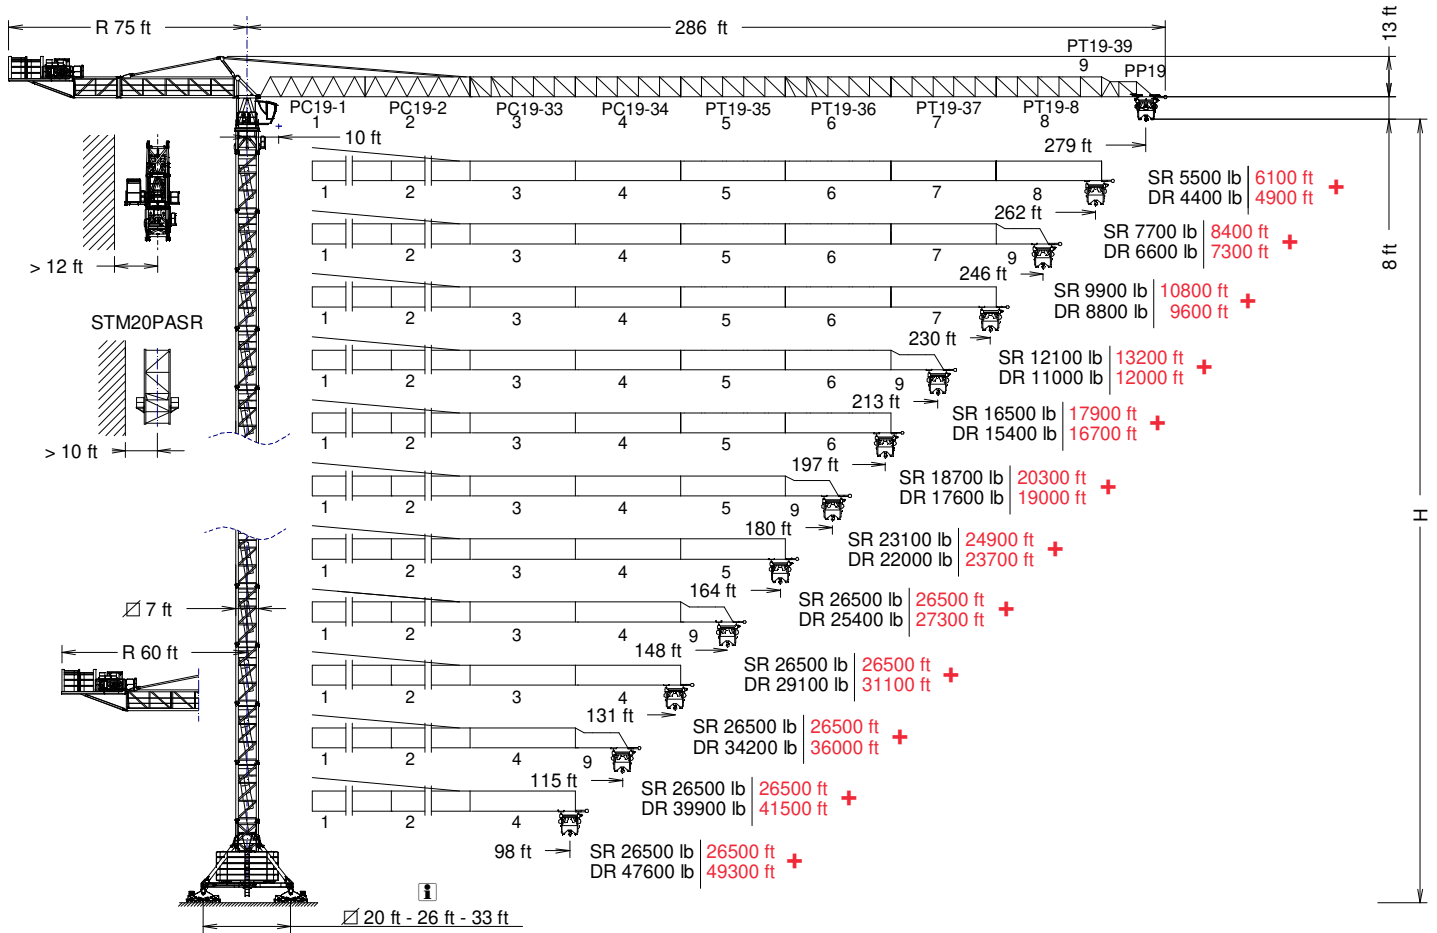 R 75 ft
286 ft
13 ft
PT19-39
9
PP19
PC19-1 PC19-2 PC19-33 PC19-34 PT19-35 PT19-36 PT19-37 PT19-8
1 2 3 4 5 6 7 8
10 ft
279 ft
1 2 3 4 5 6 7 8
SR 5500 lb 6100 ft +
DR 4400 lb 4900 ft
262 ft
8 ft
1 2 3 4 5 6 7 9
SR 7700 lb 8400 ft +
DR 6600 lb 7300 ft
> 12 ft
246 ft
1 2 3 4 5 6 7
SR 9900 lb 10800 ft +
DR 8800 lb 9600 ft
STM20PASR
230 ft
1 2 3 4 5 6 9
SR 12100 lb 13200 ft +
DR 11000 lb 12000 ft
213 ft
1 2 3 4 5 6
SR 16500 lb 17900 ft +
DR 15400 lb 16700 ft
> 10 ft
197 ft
1 2 3 4 5 9
SR 18700 lb 20300 ft +
DR 17600 lb 19000 ft
H
180 ft
1 2 3 4 5
SR 23100 lb 24900 ft +
DR 22000 lb 23700 ft
164 ft
7 ft
1 2 3 4 9
SR 26500 lb 26500 ft +
DR 25400 lb 27300 ft
R 60 ft
148 ft
1 2 3 4
SR 26500 lb 26500 ft +
DR 29100 lb 31100 ft
131 ft
1 2 4 9
SR 26500 lb 26500 ft +
DR 34200 lb 36000 ft
115 ft
1 2 4
SR 26500 lb 26500 ft +
DR 39900 lb 41500 ft
98 ft
SR 26500 lb 26500 ft +
DR 47600 lb 49300 ft
i
20 ft - 26 ft - 33 ft